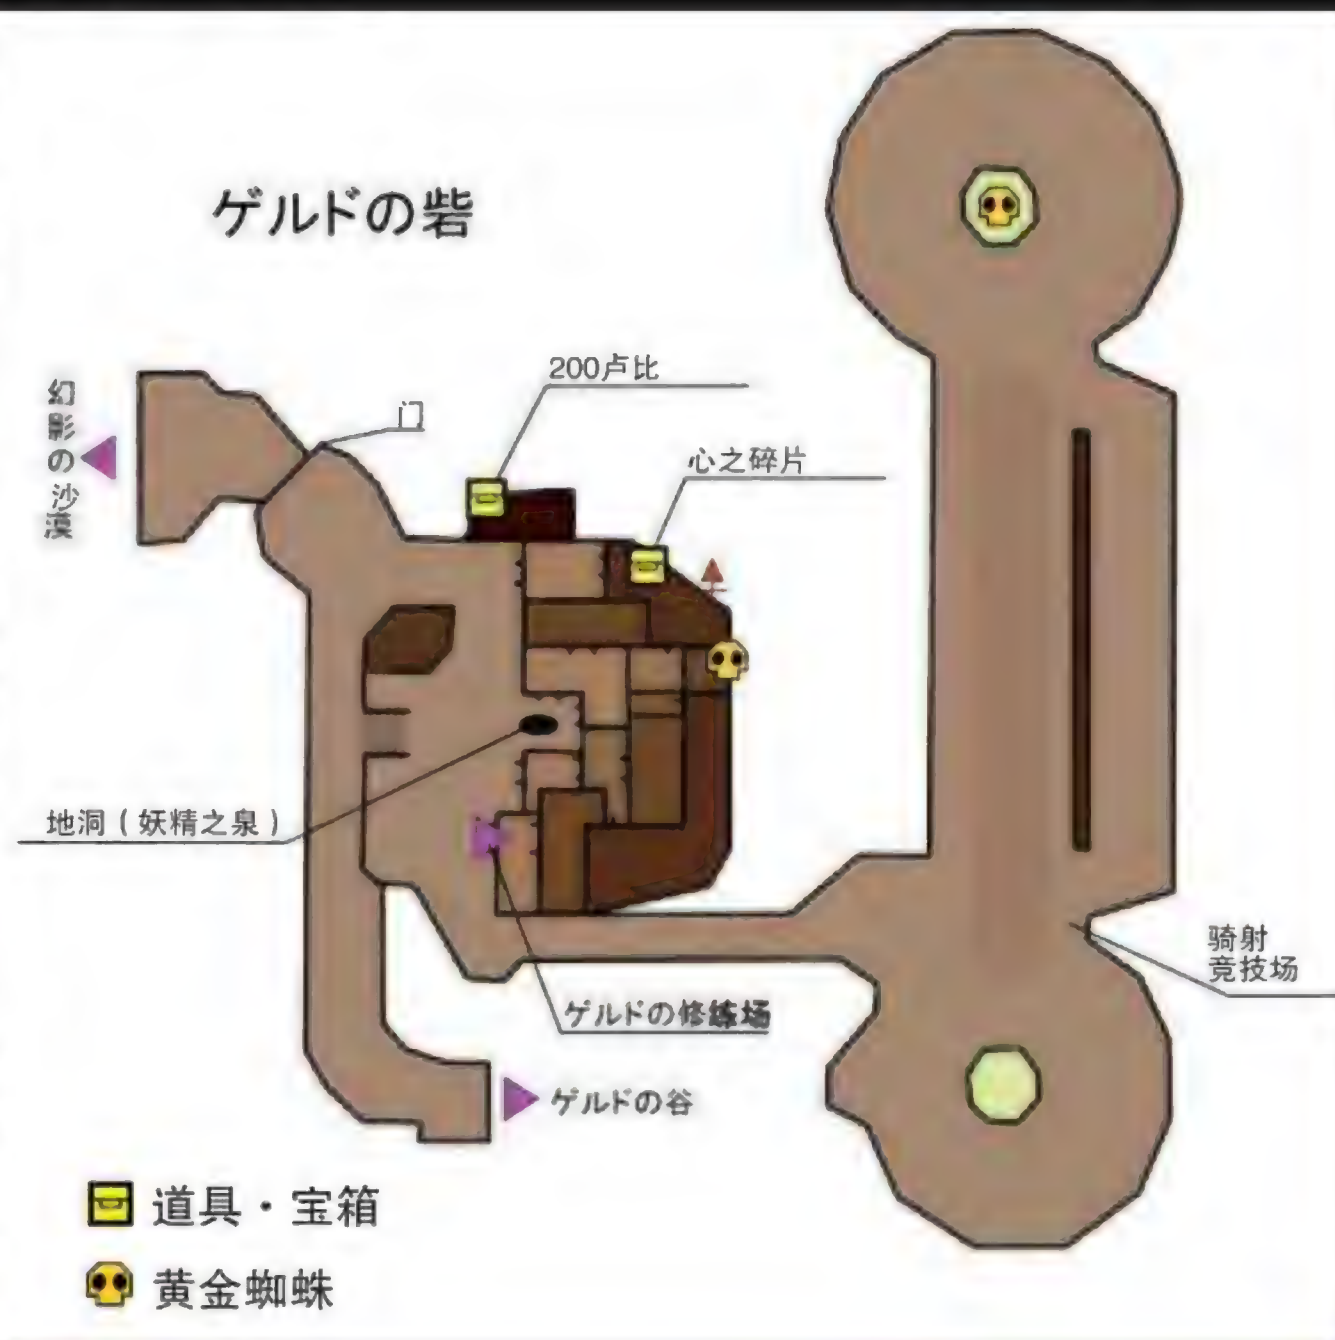 ゲルドの砦
200卢比
幻影の沙漠
门
心之碎片
地洞（妖精之泉）
骑射
竞技场
ゲルドの修炼场
ゲルドの谷
道具・宝箱
黄金蜘蛛